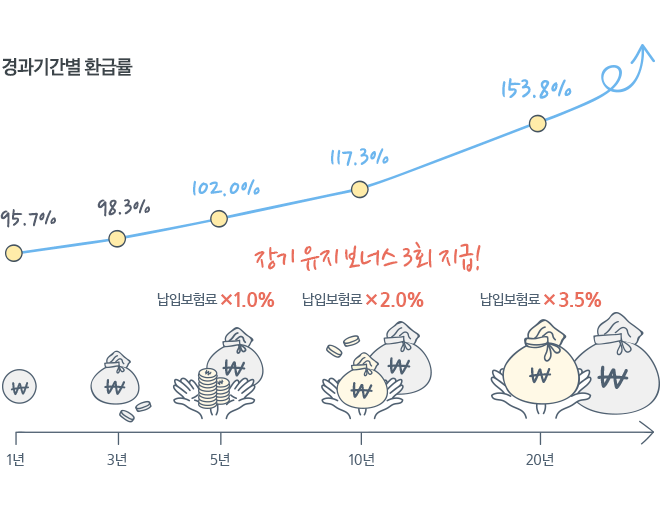 경과기간별 환급률
95.7%
98.3%
102.0%
117.3%
153.8%
장기 유지 보너스 3회 지급!
납입보험료 ×1.0%
납입보험료 ×2.0%
납입보험료 × 3.5%
₩
₩
₩
₩
₩
₩
₩
₩
₩
₩
1년
3년
5년
10년
20년